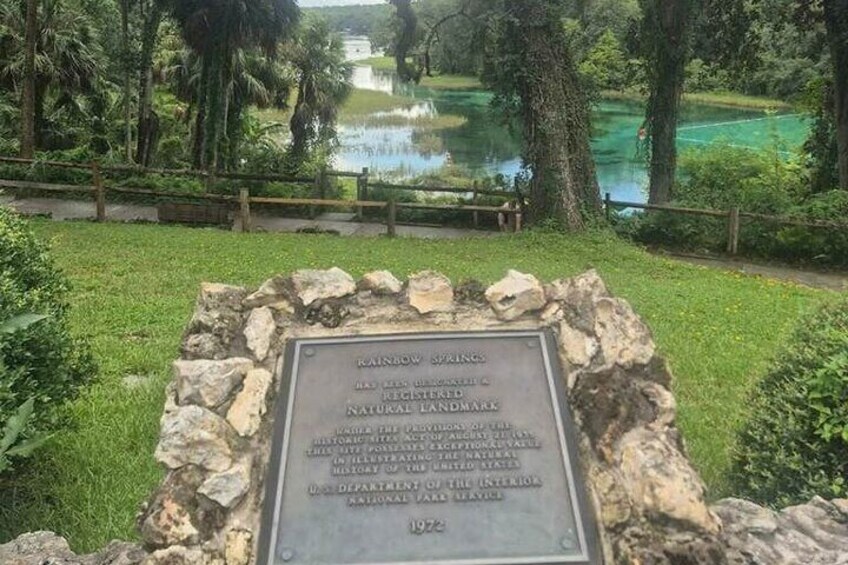 RAINBOW SPRINGS
HAS BEEN DESIGNATED A
REGISTERED
NATURAL LANDMARK
UNDER THE PROVISIONS OF THE
HISTORIC SITES ACT OF AUGUST 21, 1935
THIS SITE POSSESSES EXCEPTIONAL VALUE
IN ILLUSTRATING THE NATURAL
HISTORY OF THE UNITED STATES
U.S. DEPARTMENT OF THE INTERIOR
NATIONAL PARK SERVICE
1972